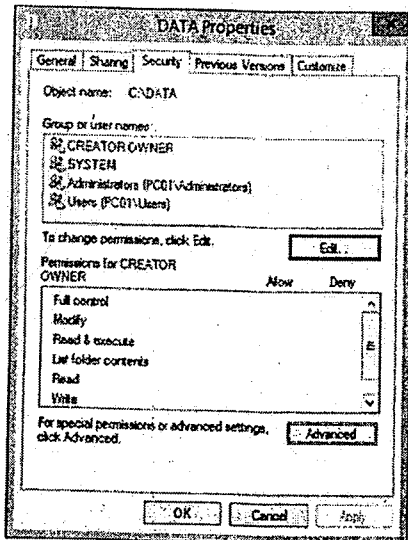 DATA Properties
General Sharing Security Previous Versions Customize
Object name: C:\DATA
Group or user names:
CREATOR OWNER
SYSTEM
Administrators (PC01\Administrators)
Users (PC01\Users)
To change permissions, click Edit.
Edit...
Permissions for CREATOR
OWNER Allow Deny
Full control
Modify
Read & execute
List folder contents
Read
Write
For special permissions or advanced settings,
click Advanced.
Advanced
OK Cancel Apply